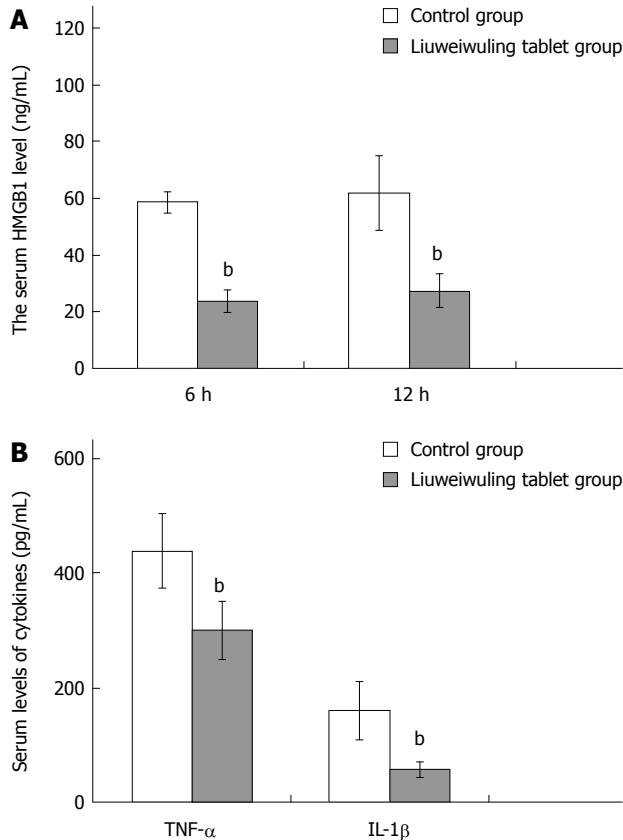 A
Control group
Liuweiwuling tablet group
The serum HMGB1 level (ng/mL)
120
100
80
60
40
20
0
b
b
6 h
12 h
B
Control group
Liuweiwuling tablet group
Serum levels of cytokines (pg/mL)
600
400
200
0
b
b
TNF-α
IL-1β